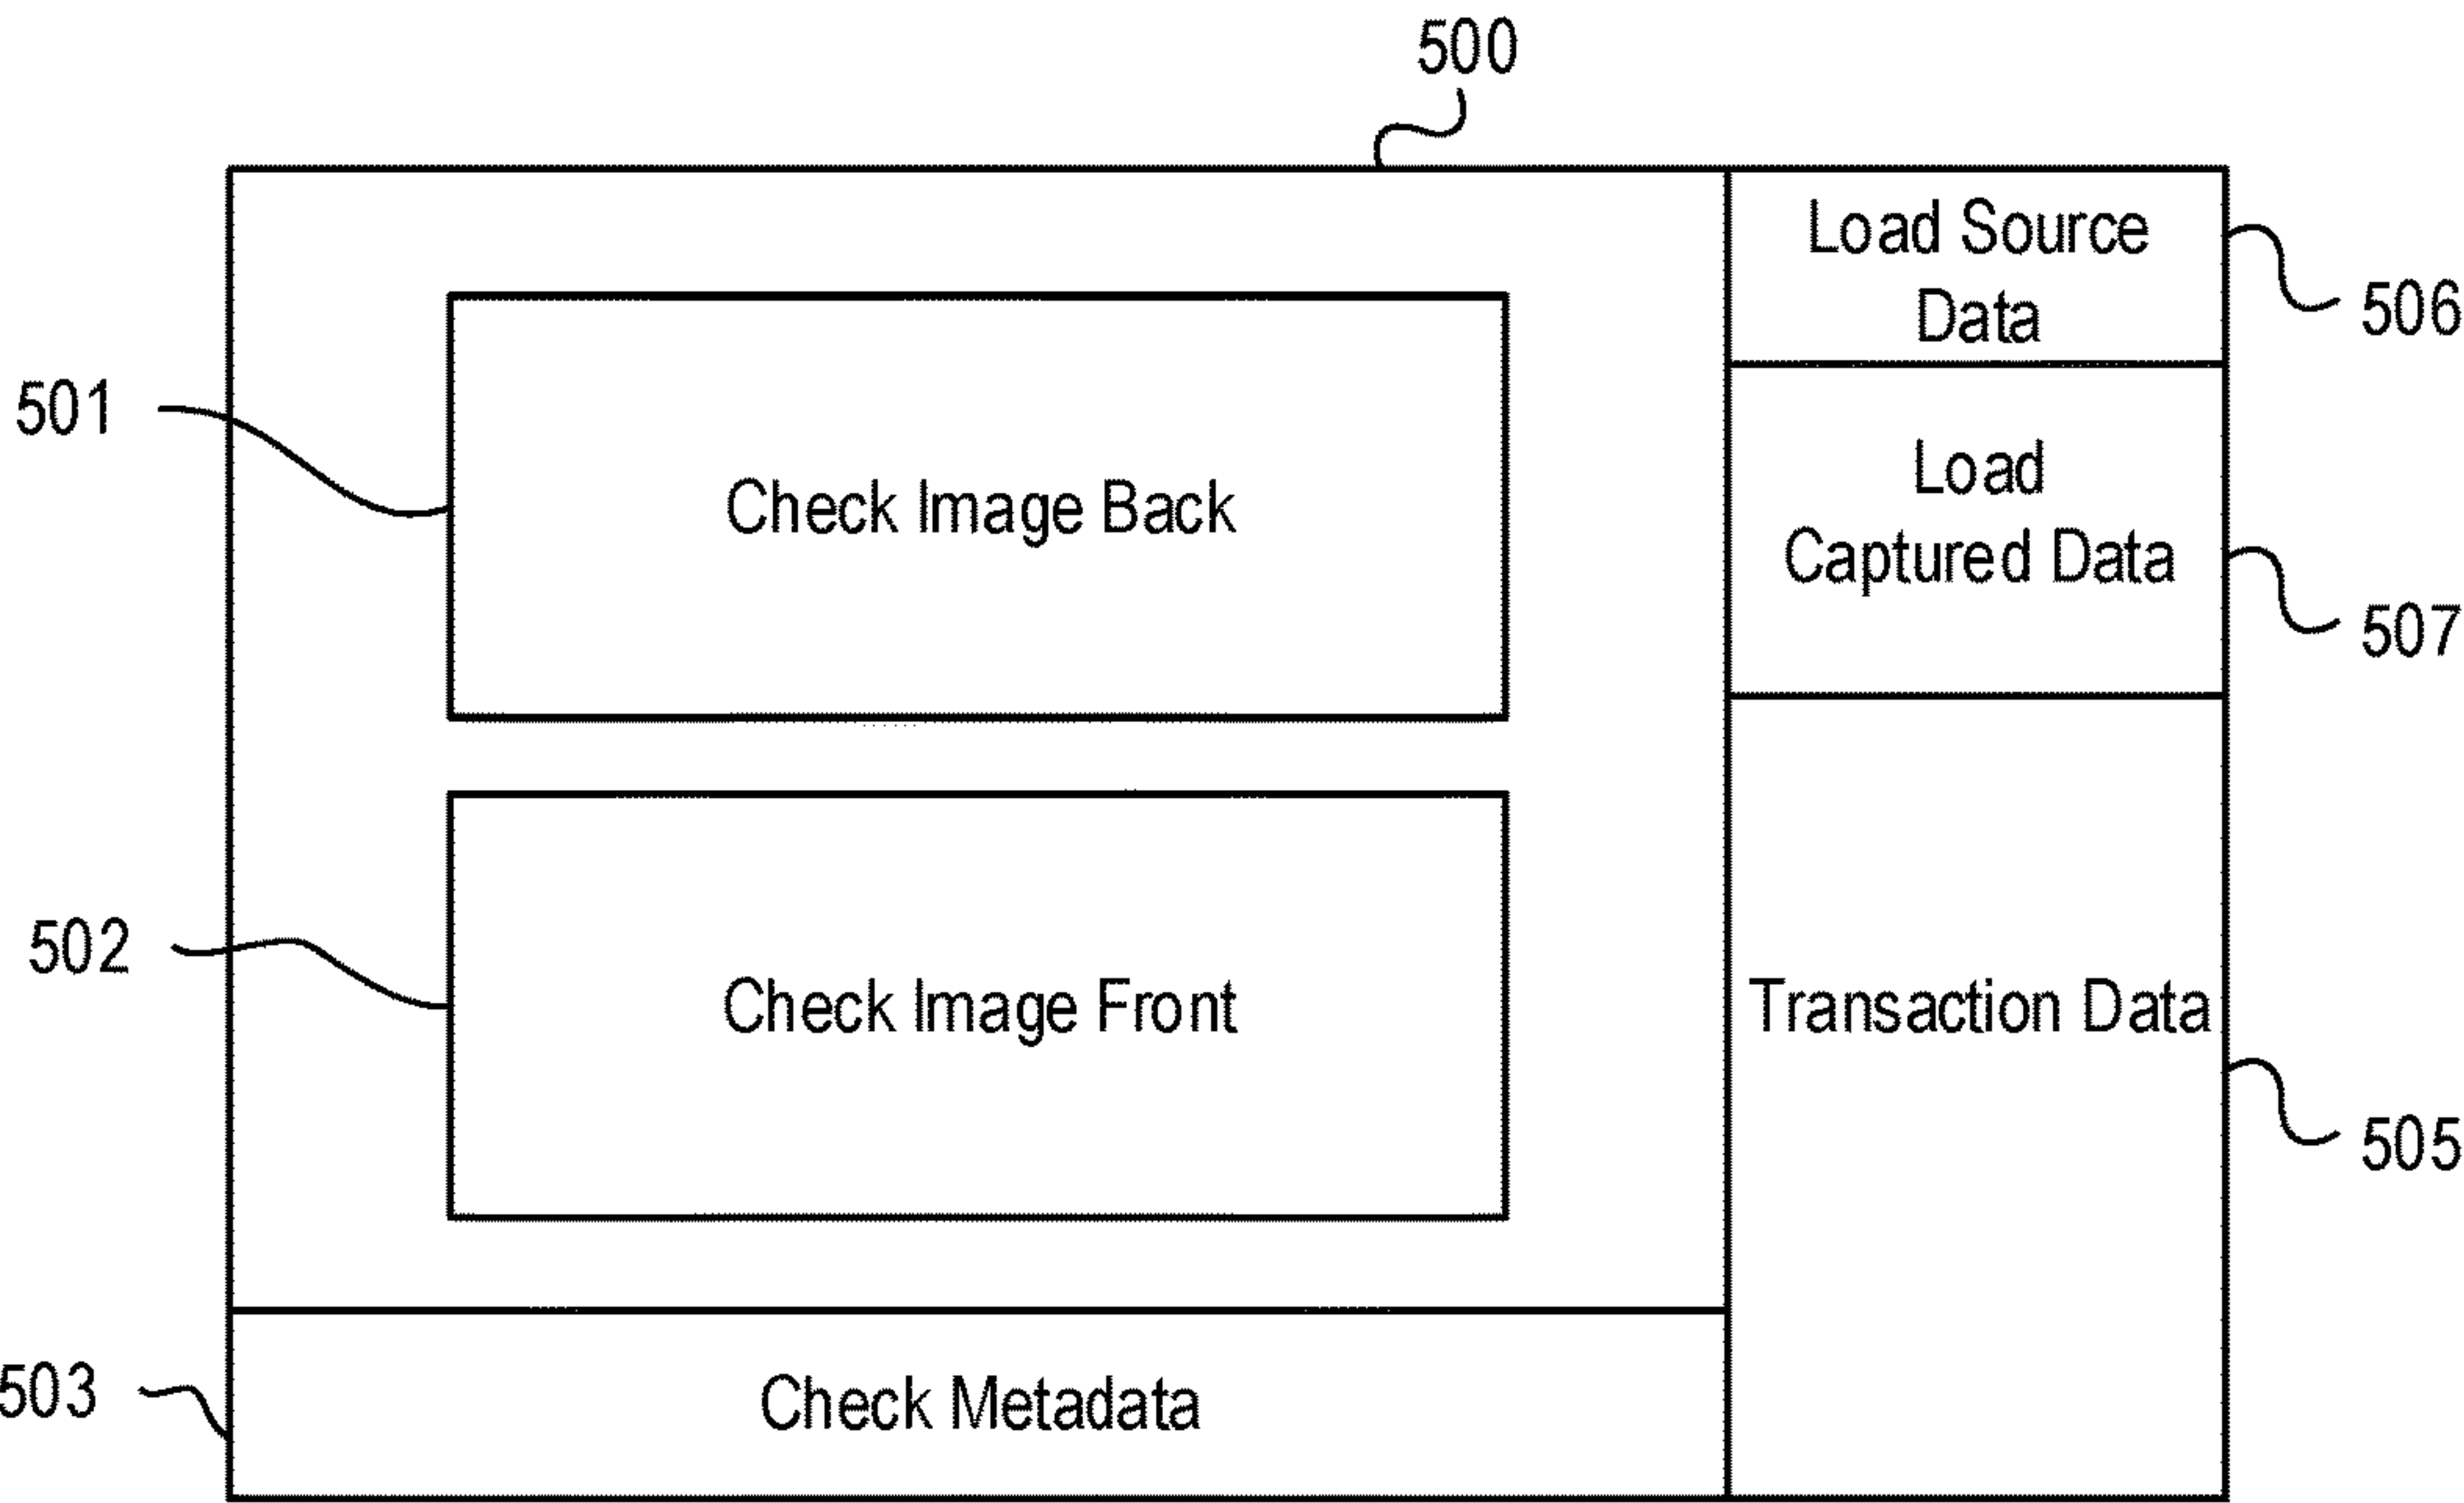 500
Load Source
Data
506
501
Check Image Back
Load
Captured Data
507
502
Check Image Front
Transaction Data
505
503
Check Metadata